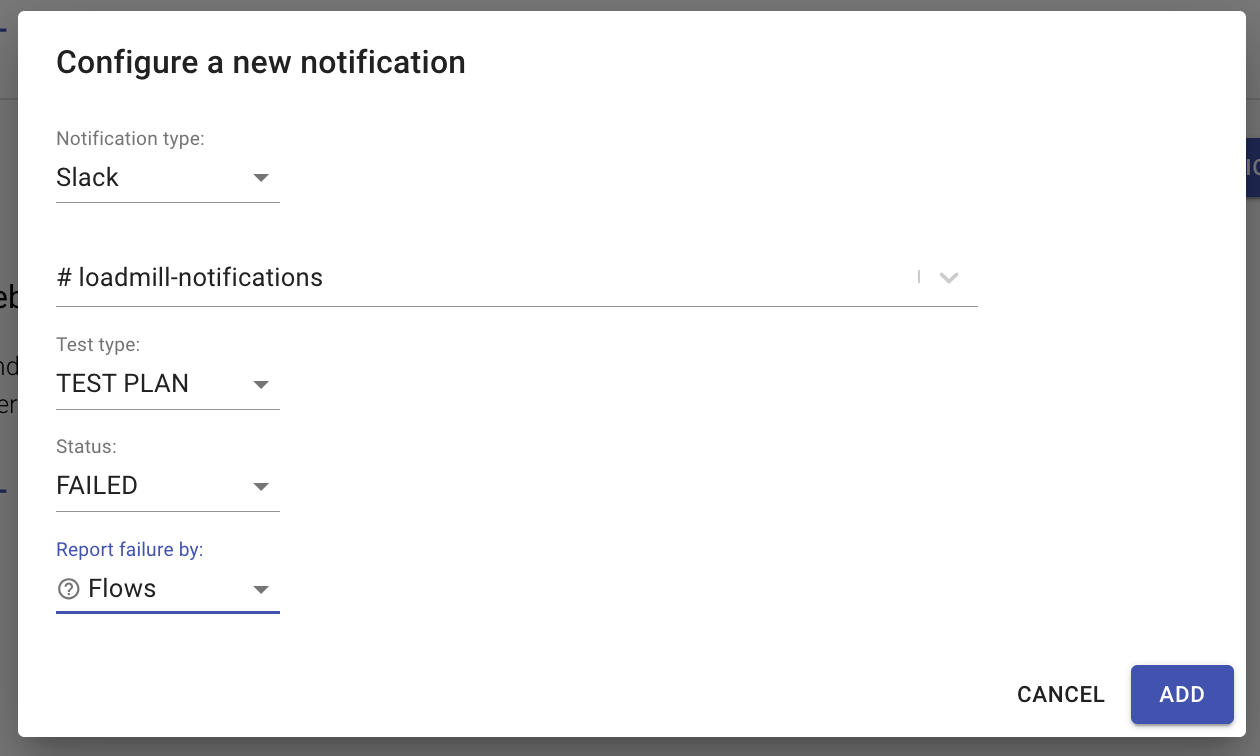 Configure a new notification
Notification type:
Slack
# loadmill-notifications
Test type:
TEST PLAN
Status:
FAILED
Report failure by:
Flows
CANCEL
ADD